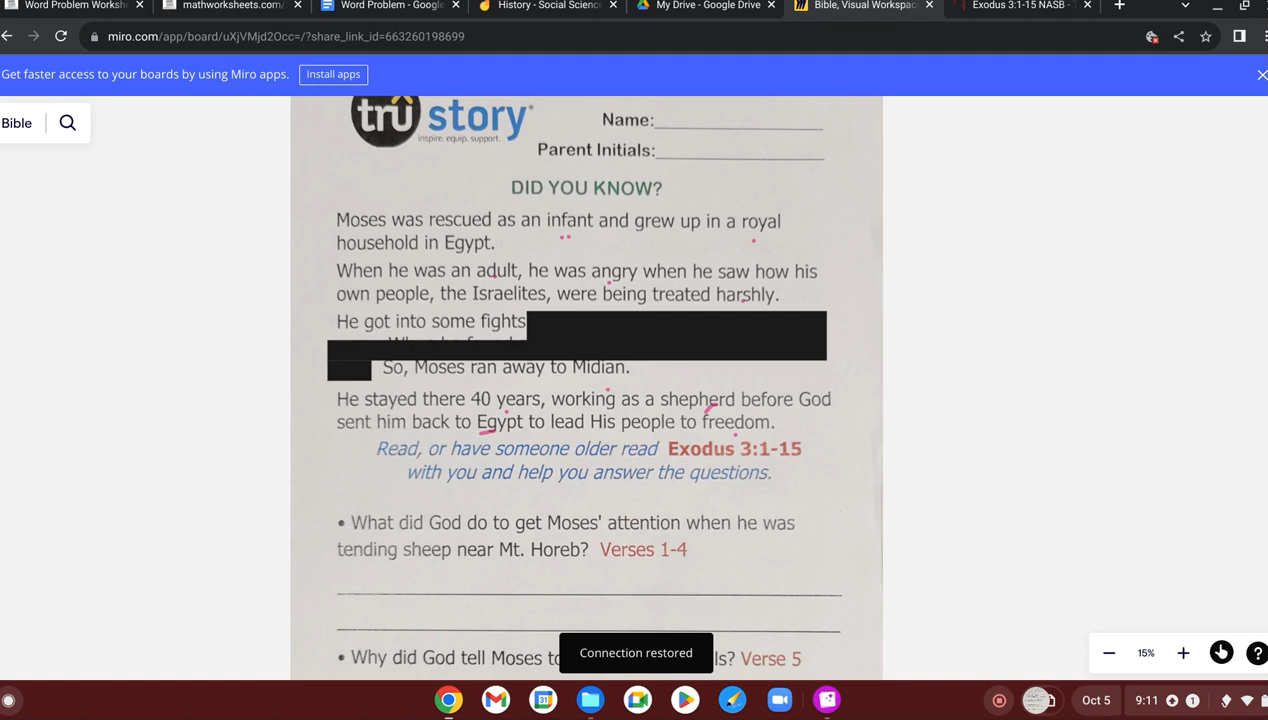 Word Problem Workshe
mathworksheets.com/
Word Problem - Google
History - Social Science
My Drive - Google Drive
Bible, Visual Workspac
Exodus 3:1-15 NASB -
miro.com/app/board/uXjVMjd2Occ=/?share_link_id=663260198699
Get faster access to your boards by using Miro apps. Install apps
Bible
trū story
inspire. equip. support.
Name:
Parent Initials:
DID YOU KNOW?
Moses was rescued as an infant and grew up in a royal
household in Egypt.
When he was an adult, he was angry when he saw how his
own people, the Israelites, were being treated harshly.
He got into some fights
So, Moses ran away to Midian.
He stayed there 40 years, working as a shepherd before God
sent him back to Egypt to lead His people to freedom.
Read, or have someone older read Exodus 3:1-15
with you and help you answer the questions.
• What did God do to get Moses' attention when he was
tending sheep near Mt. Horeb? Verses 1-4
• Why did God tell Moses to ls? Verse 5
Connection restored
15%
?
31
Oct 5
9:11
1